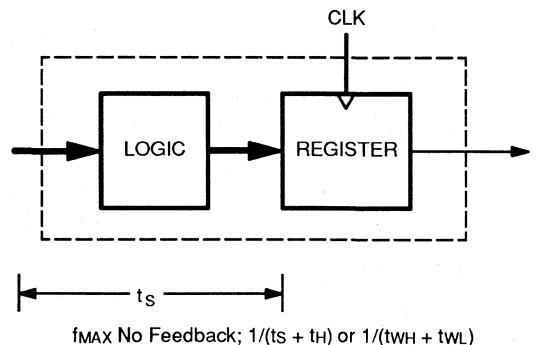 CLK
LOGIC
REGISTER
tS
fMAX No Feedback; 1/(tS + tH) or 1/(tWH + tWL)